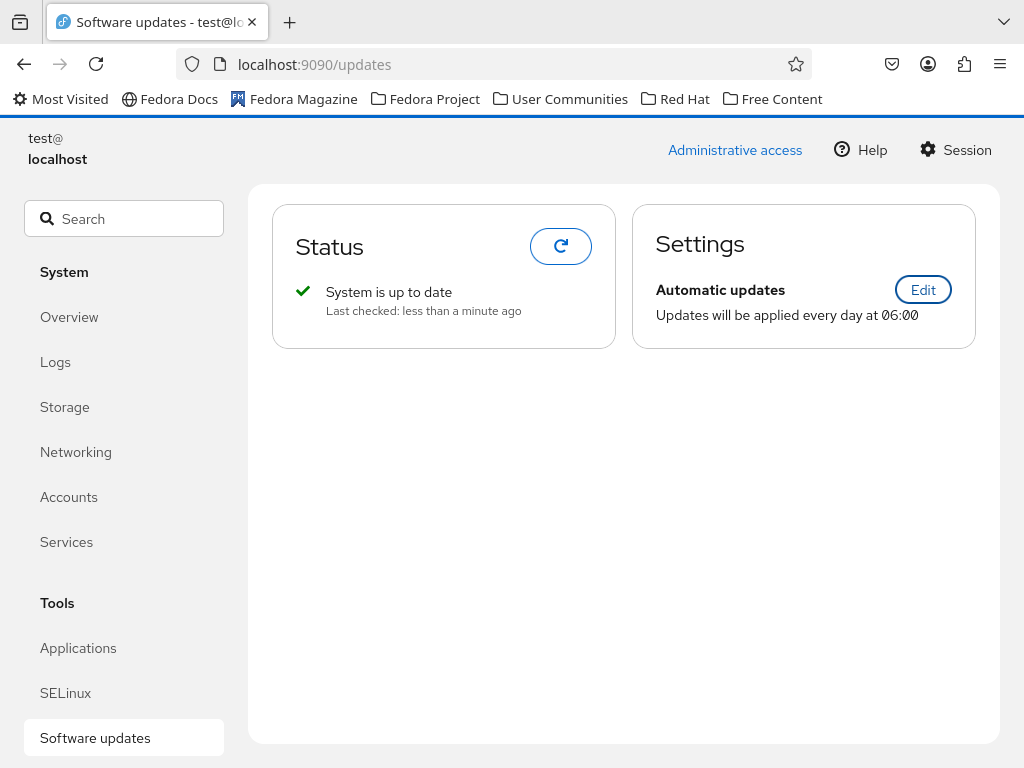 Software updates - test@lo
localhost:9090/updates
Most Visited
Fedora Docs
Fedora Magazine
Fedora Project
User Communities
Red Hat
Free Content
test@
localhost
Administrative access
Help
Session
Search
System
Overview
Logs
Storage
Networking
Accounts
Services
Tools
Applications
SELinux
Software updates
Status
System is up to date
Last checked: less than a minute ago
Settings
Automatic updates
Edit
Updates will be applied every day at 06:00